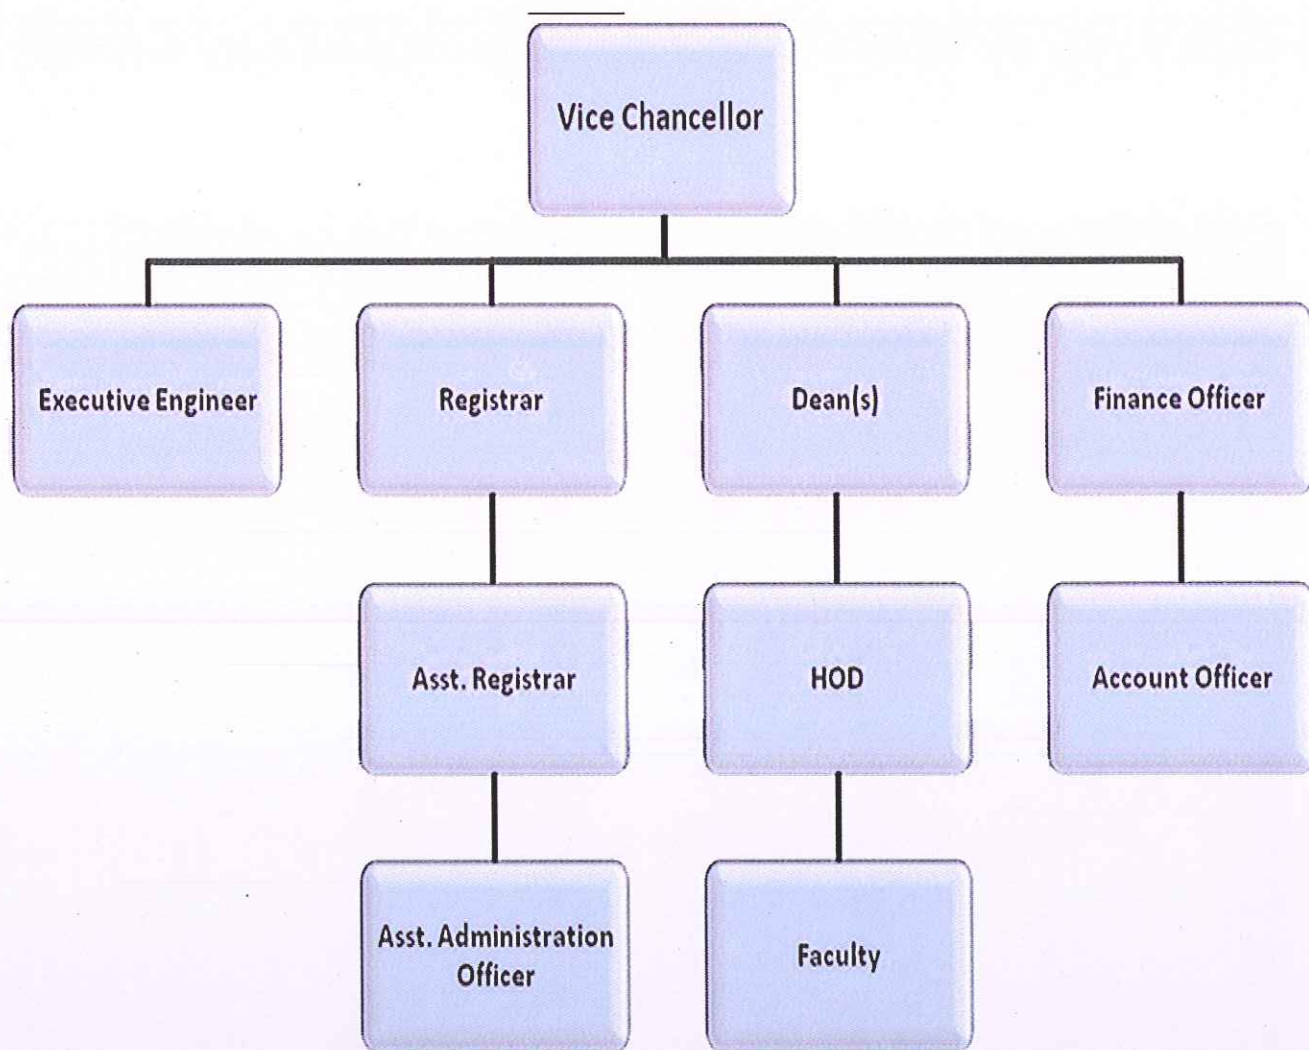 Vice Chancellor
Executive Engineer
Registrar
Dean(s)
Finance Officer
Asst. Registrar
HOD
Account Officer
Asst. Administration
Officer
Faculty